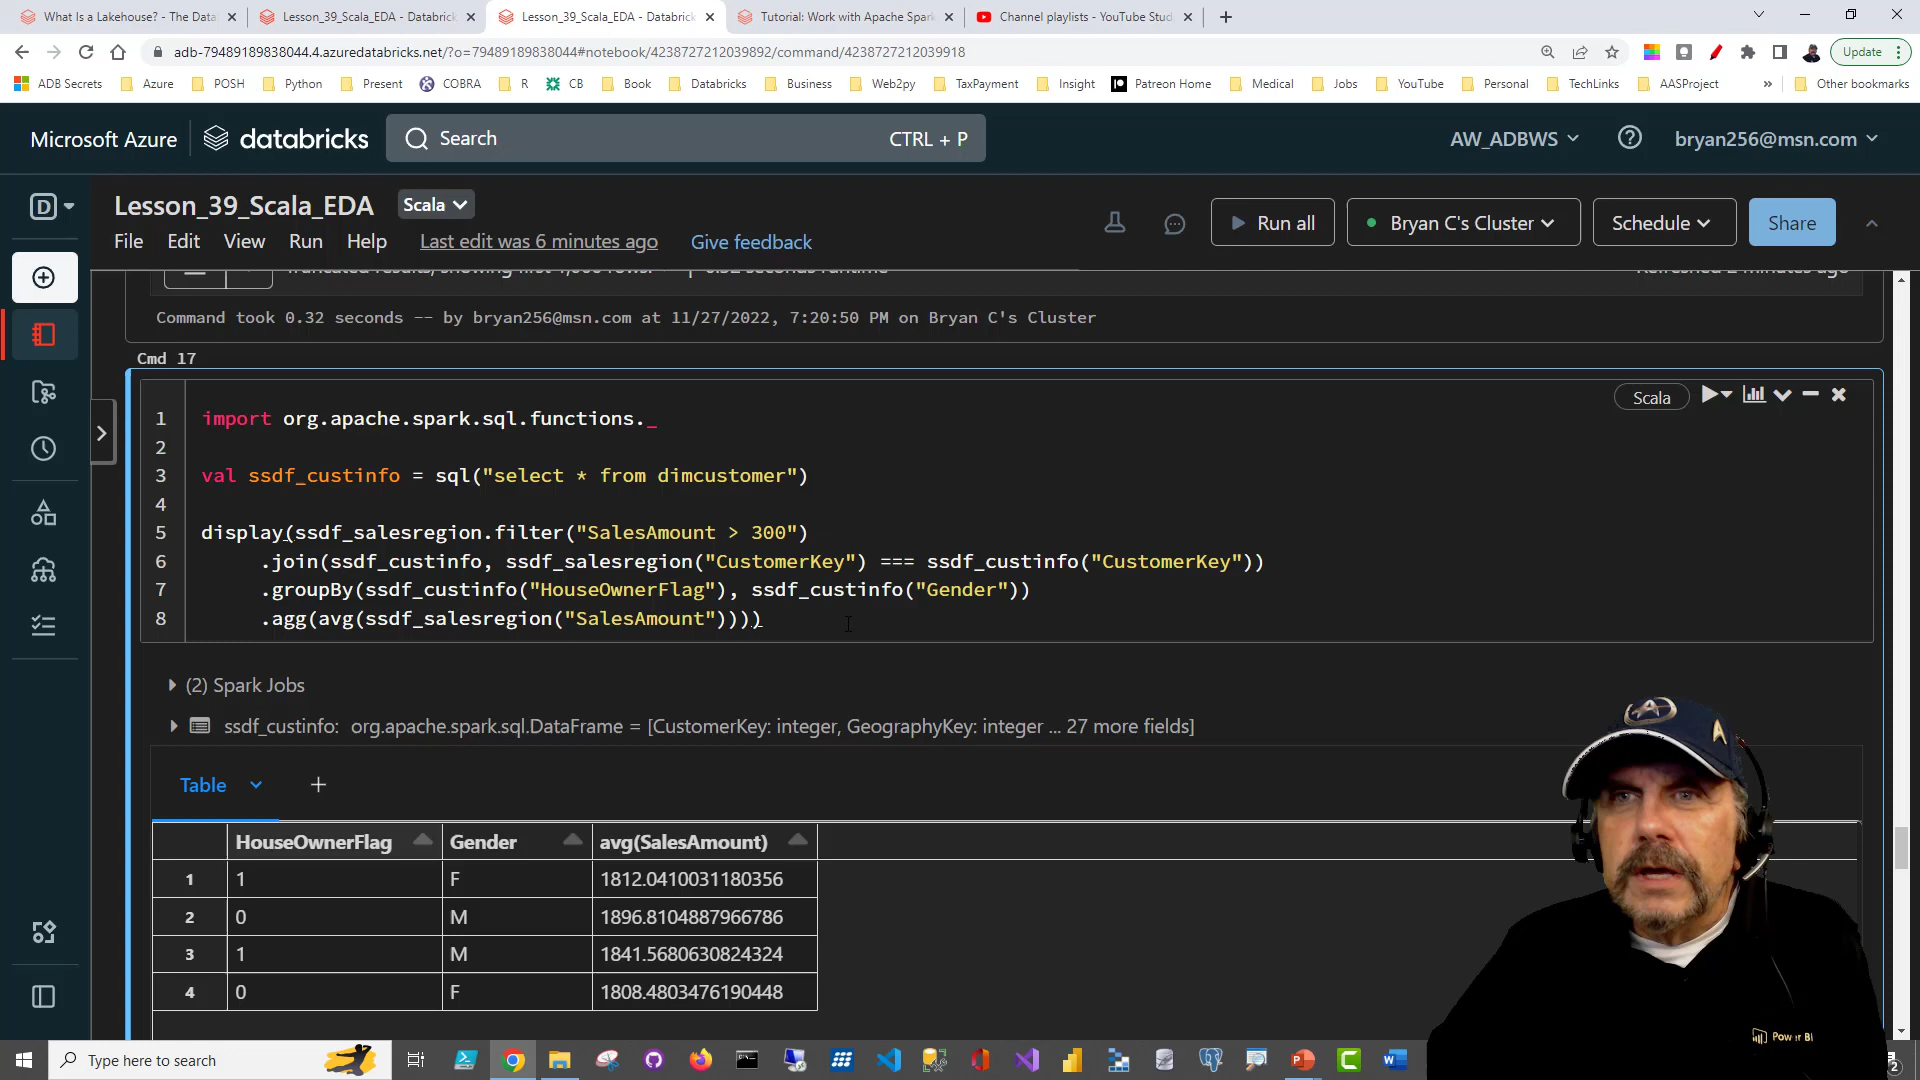 What Is a Lakehouse? - The Data
Lesson_39_Scala_EDA - Databrick
Lesson_39_Scala_EDA - Databrick
Tutorial: Work with Apache Spark
Channel playlists - YouTube Stud
adb-79489189838044.4.azuredatabricks.net/?o=79489189838044#notebook/4238727212039892/command/4238727212039918
Update
ADB Secrets
Azure
POSH
Python
Present
COBRA
R
CB
Book
Databricks
Business
Web2py
TaxPayment
Insight
Patreon Home
Medical
Jobs
YouTube
Personal
TechLinks
AASProject
Other bookmarks
Microsoft Azure
databricks
Search
CTRL + P
AW_ADBWS
bryan256@msn.com
Lesson_39_Scala_EDA
Scala
File
Edit
View
Run
Help
Last edit was 6 minutes ago
Give feedback
Run all
Bryan C's Cluster
Schedule
Share
Command took 0.32 seconds -- by bryan256@msn.com at 11/27/2022, 7:20:50 PM on Bryan C's Cluster
Cmd 17
Scala
1 import org.apache.spark.sql.functions._
2
3 val ssdf_custinfo = sql("select * from dimcustomer")
4
5 display(ssdf_salesregion.filter("SalesAmount > 300")
6 .join(ssdf_custinfo, ssdf_salesregion("CustomerKey") === ssdf_custinfo("CustomerKey"))
7 .groupBy(ssdf_custinfo("HouseOwnerFlag"), ssdf_custinfo("Gender"))
8 .agg(avg(ssdf_salesregion("SalesAmount"))))
(2) Spark Jobs
ssdf_custinfo: org.apache.spark.sql.DataFrame = [CustomerKey: integer, GeographyKey: integer ... 27 more fields]
Table
HouseOwnerFlag Gender avg(SalesAmount)
1 1 F 1812.0410031180356
2 0 M 1896.8104887966786
3 1 M 1841.5680630824324
4 0 F 1808.4803476190448
Power BI
Type here to search
2